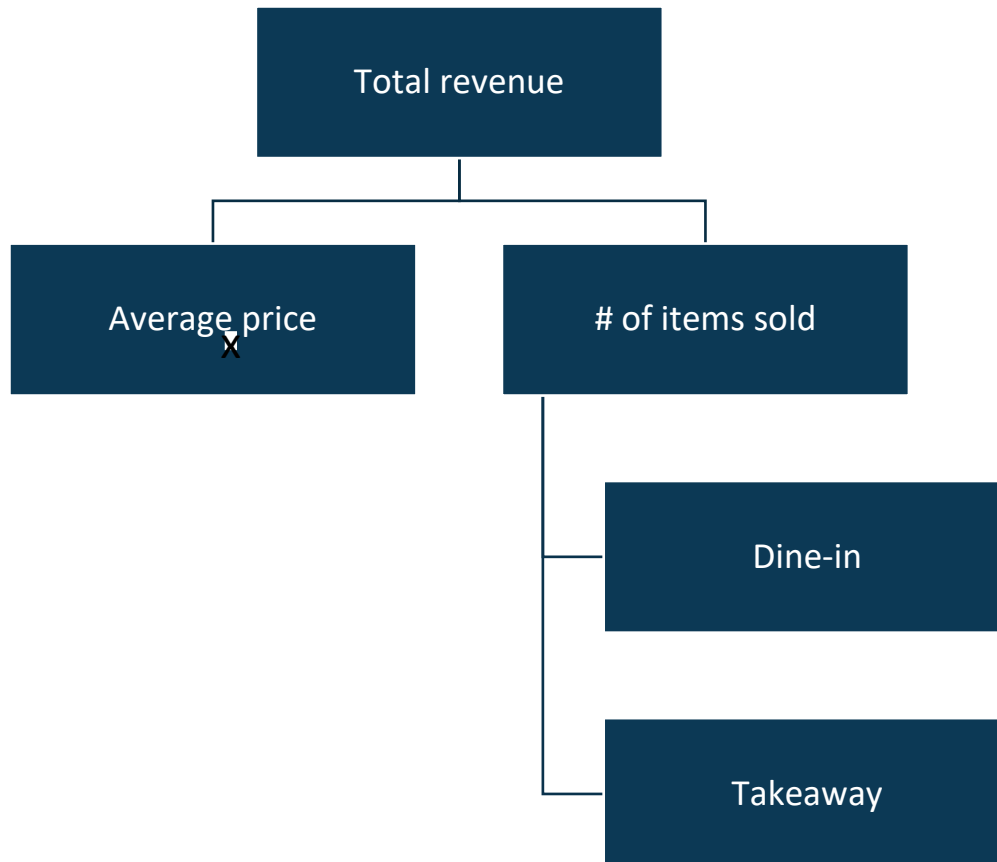 Total revenue
Average price
x
# of items sold
Dine-in
Takeaway